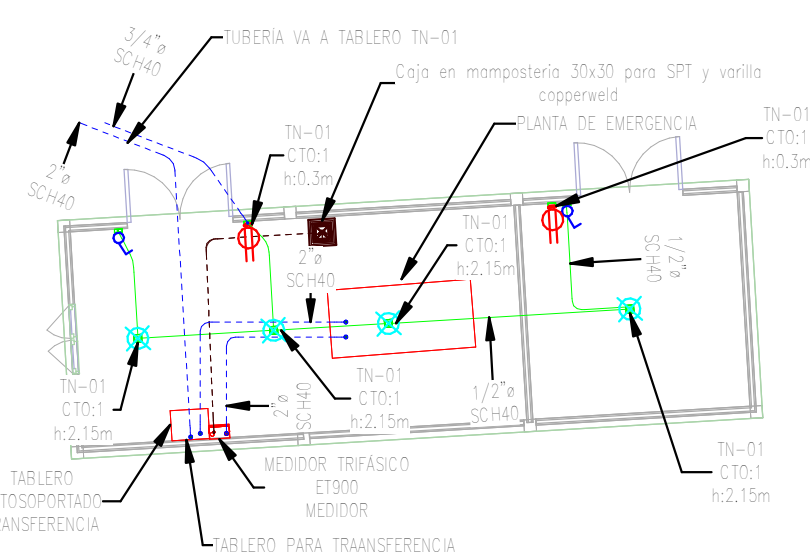 3/4"ø
SCH40
TUBERÍA VA A TABLERO TN-01
Caja en mamposteria 30x30 para SPT y varilla
copperweld
PLANTA DE EMERGENCIA
TN-01
CTO:1
h:0.3m
TN-01
CTO:1
h:0.3m
2"ø
SCH40
TN-01
CTO:1
h:2.15m
2"ø
SCH40
1/2"ø
SCH40
TN-01
CTO:1
h:2.15m
TN-01
CTO:1
h:2.15m
1/2"ø
SCH40
2"ø
SCH40
TN-01
CTO:1
h:2.15m
MEDIDOR TRIFÁSICO
ET900
MEDIDOR
TABLERO
TOSOPORTADO
RANSFERENCIA
TABLERO PARA TRAANSFERENCIA